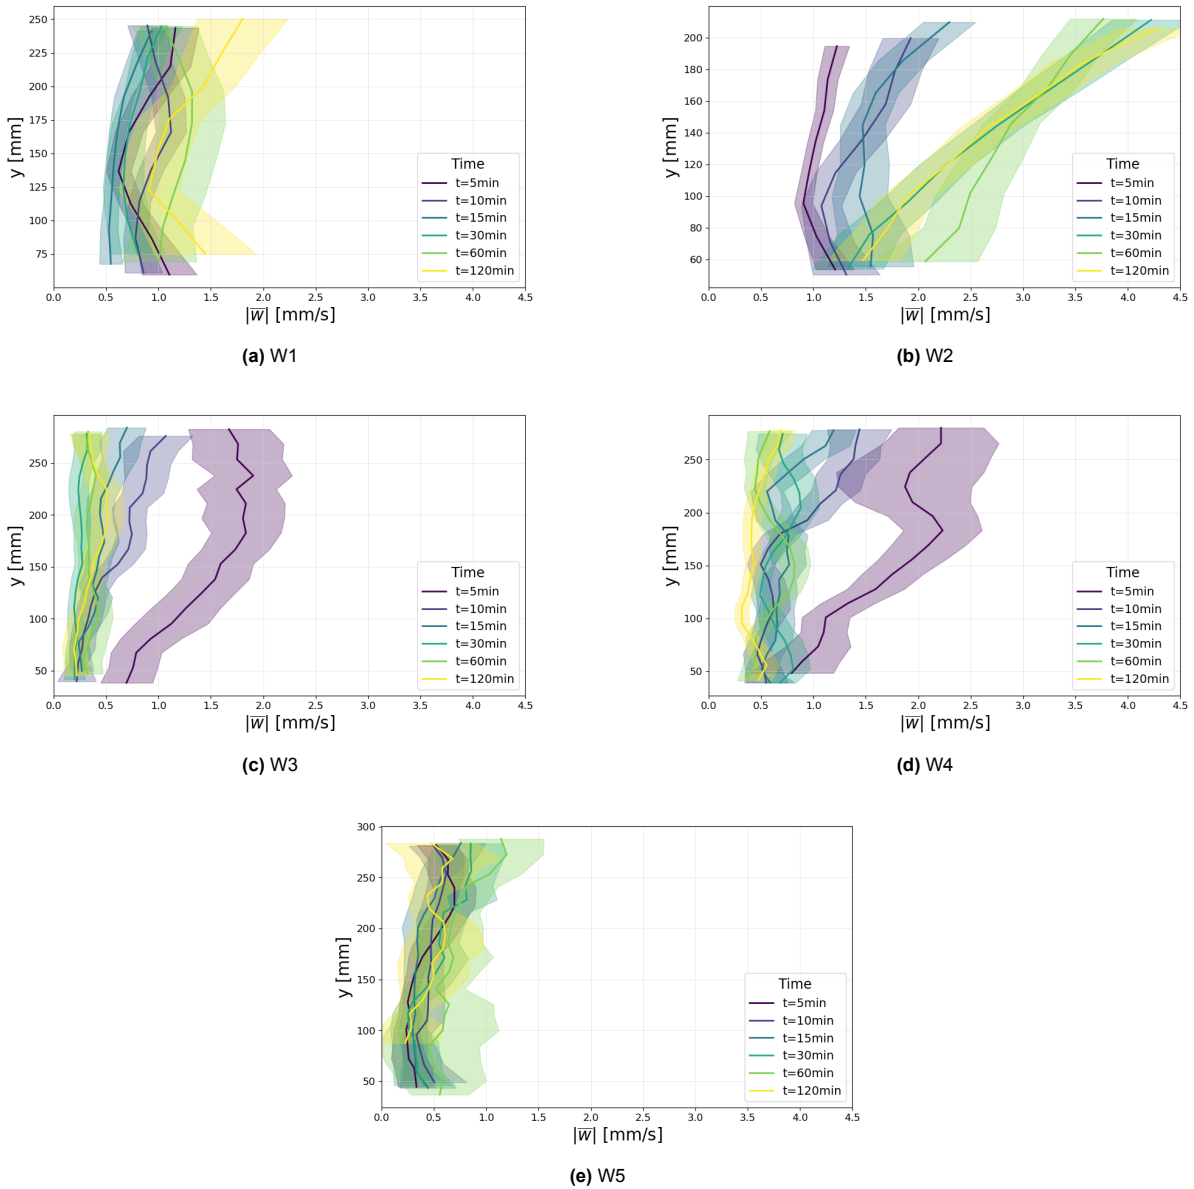 250
225
200
175
150
125
100
75
y [mm]
0.0 0.5 1.0 1.5 2.0 2.5 3.0 3.5 4.0 4.5
|w̅| [mm/s]
Time
t=5min
t=10min
t=15min
t=30min
t=60min
t=120min
(a) W1
200
180
160
140
120
100
80
60
y [mm]
0.0 0.5 1.0 1.5 2.0 2.5 3.0 3.5 4.0 4.5
|w̅| [mm/s]
Time
t=5min
t=10min
t=15min
t=30min
t=60min
t=120min
(b) W2
250
200
150
100
50
y [mm]
0.0 0.5 1.0 1.5 2.0 2.5 3.0 3.5 4.0 4.5
|w̅| [mm/s]
Time
t=5min
t=10min
t=15min
t=30min
t=60min
t=120min
(c) W3
250
200
150
100
50
y [mm]
0.0 0.5 1.0 1.5 2.0 2.5 3.0 3.5 4.0 4.5
|w̅| [mm/s]
Time
t=5min
t=10min
t=15min
t=30min
t=60min
t=120min
(d) W4
300
250
200
150
100
50
y [mm]
0.0 0.5 1.0 1.5 2.0 2.5 3.0 3.5 4.0 4.5
|w̅| [mm/s]
Time
t=5min
t=10min
t=15min
t=30min
t=60min
t=120min
(e) W5